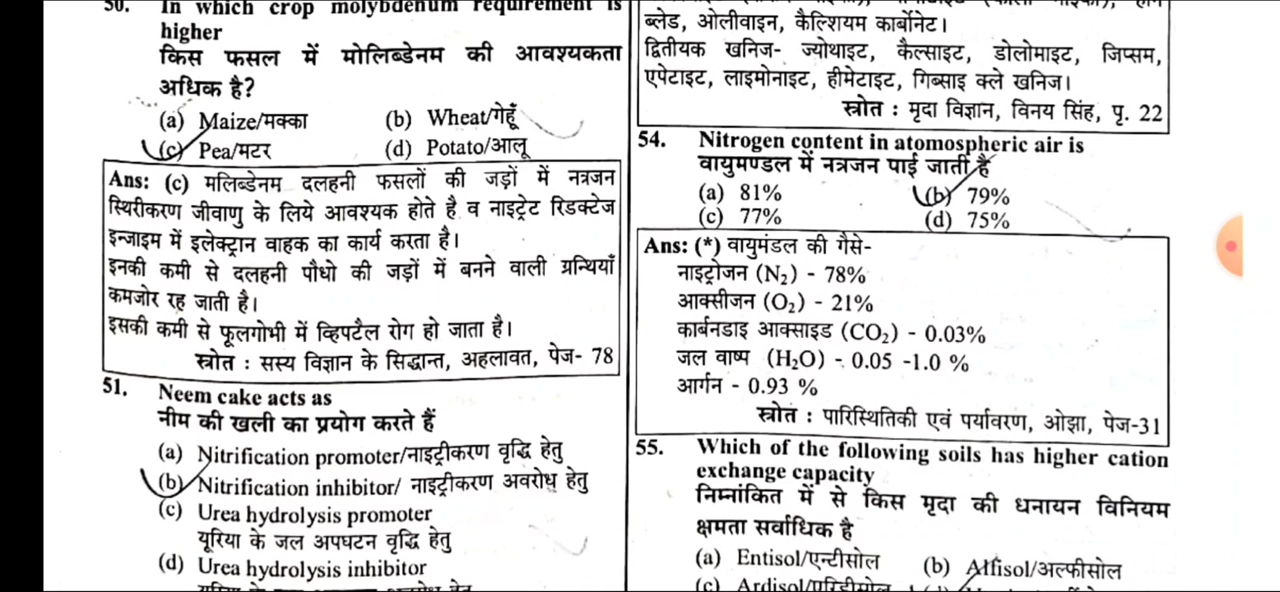 50. In which crop molybdenum requirement is
higher
किस फसल में मोलिब्डेनम की आवश्यकता
अधिक है?
(a) Maize/मक्का (b) Wheat/गेहूँ
(c) Pea/मटर (d) Potato/आलू
Ans: (c) मलिब्डेनम दलहनी फसलों की जड़ों में नत्रजन
स्थिरीकरण जीवाणु के लिये आवश्यक होते है व नाइट्रेट रिडक्टेज
इन्जाइम में इलेक्ट्रान वाहक का कार्य करता है।
इनकी कमी से दलहनी पौधो की जड़ों में बनने वाली ग्रन्थियाँ
कमजोर रह जाती है।
इसकी कमी से फूलगोभी में व्हिपटैल रोग हो जाता है।
स्त्रोत : सस्य विज्ञान के सिद्धान्त, अहलावत, पेज- 78
51. Neem cake acts as
नीम की खली का प्रयोग करते हैं
(a) Nitrification promoter/नाइट्रीकरण वृद्धि हेतु
(b) Nitrification inhibitor/ नाइट्रीकरण अवरोध हेतु
(c) Urea hydrolysis promoter
यूरिया के जल अपघटन वृद्धि हेतु
(d) Urea hydrolysis inhibitor
ब्लेड, ओलीवाइन, कैल्शियम कार्बोनेट।
द्वितीयक खनिज- ज्योथाइट, कैल्साइट, डोलोमाइट, जिप्सम,
एपेटाइट, लाइमोनाइट, हीमेटाइट, गिब्साइ क्ले खनिज।
स्त्रोत : मृदा विज्ञान, विनय सिंह, पृ. 22
54. Nitrogen content in atomospheric air is
वायुमण्डल में नत्रजन पाई जाती है
(a) 81% (b) 79%
(c) 77% (d) 75%
Ans: (*) वायुमंडल की गैसे-
नाइट्रोजन (N₂) - 78%
आक्सीजन (O₂) - 21%
कार्बनडाइ आक्साइड (CO₂) - 0.03%
जल वाष्प (H₂O) - 0.05 -1.0 %
आर्गन - 0.93 %
स्त्रोत : पारिस्थितिकी एवं पर्यावरण, ओझा, पेज-31
55. Which of the following soils has higher cation
exchange capacity
निम्नांकित में से किस मृदा की धनायन विनियम
क्षमता सर्वाधिक है
(a) Entisol/एन्टीसोल (b) Alfisol/अल्फीसोल
(c) Ardisol/एरिडीसोल